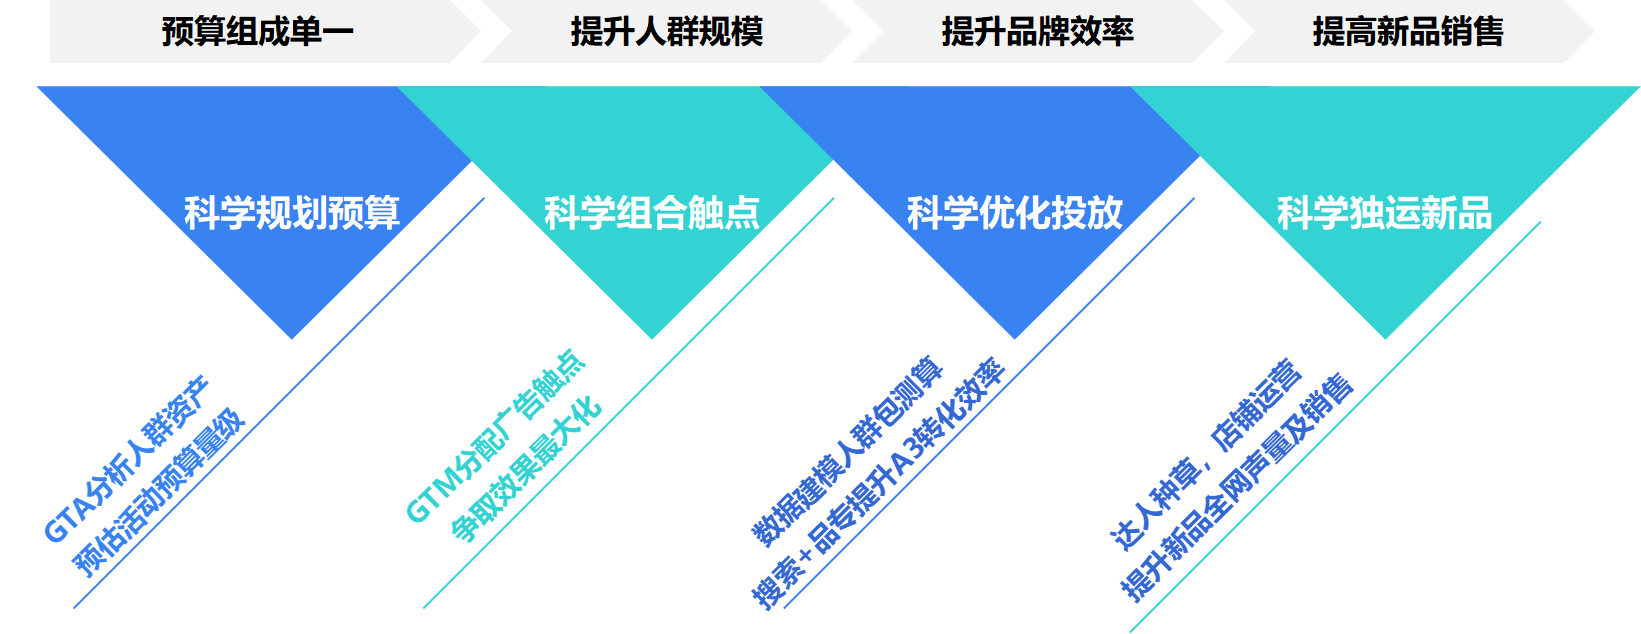 预算组成单一
提升人群规模
提升品牌效率
提高新品销售
科学规划预算
科学组合触点
科学优化投放
科学独运新品
GTA分析人群资产
预估活动预算量级
GTM分配广告触点
争取效果最大化
数据建模人群包测算
搜索+品专提升A3转化效率
达人种草，店铺运营
提升新品全网声量及销售